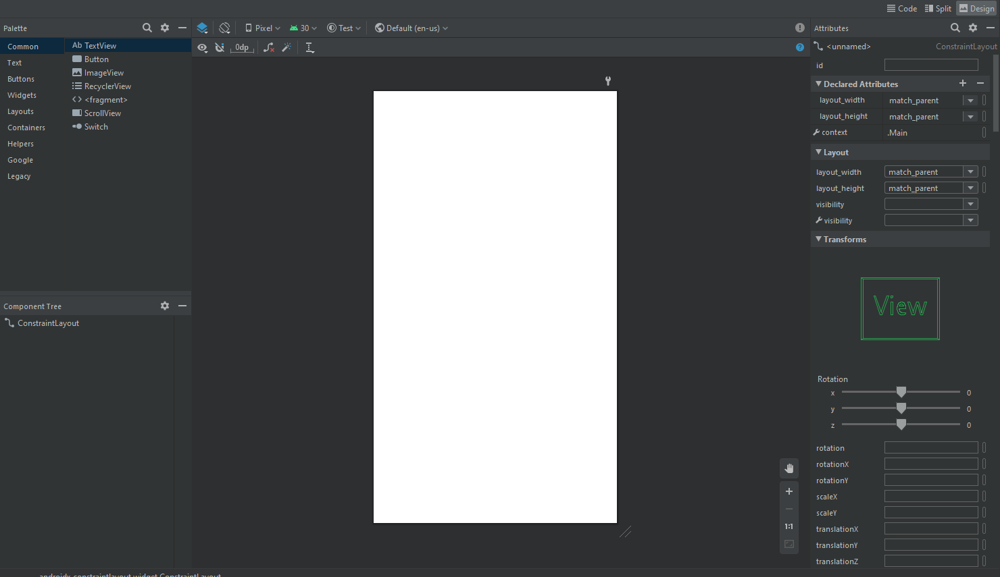 Code Split Design
Palette
Pixel 30 Test Default (en-us)
Attributes
Common
Text
Buttons
Widgets
Layouts
Containers
Helpers
Google
Legacy
Ab TextView
Button
ImageView
RecyclerView
<> <fragment>
ScrollView
Switch
0dp
<unnamed> ConstraintLayout
id
Declared Attributes
layout_width match_parent
layout_height match_parent
context .Main
Layout
layout_width match_parent
layout_height match_parent
visibility
visibility
Transforms
View
Component Tree
ConstraintLayout
Rotation
x 0
y 0
z 0
rotation
rotationX
rotationY
scaleX
scaleY
translationX
translationY
translationZ
1:1
androidx.constraintlayout.widget.ConstraintLayout